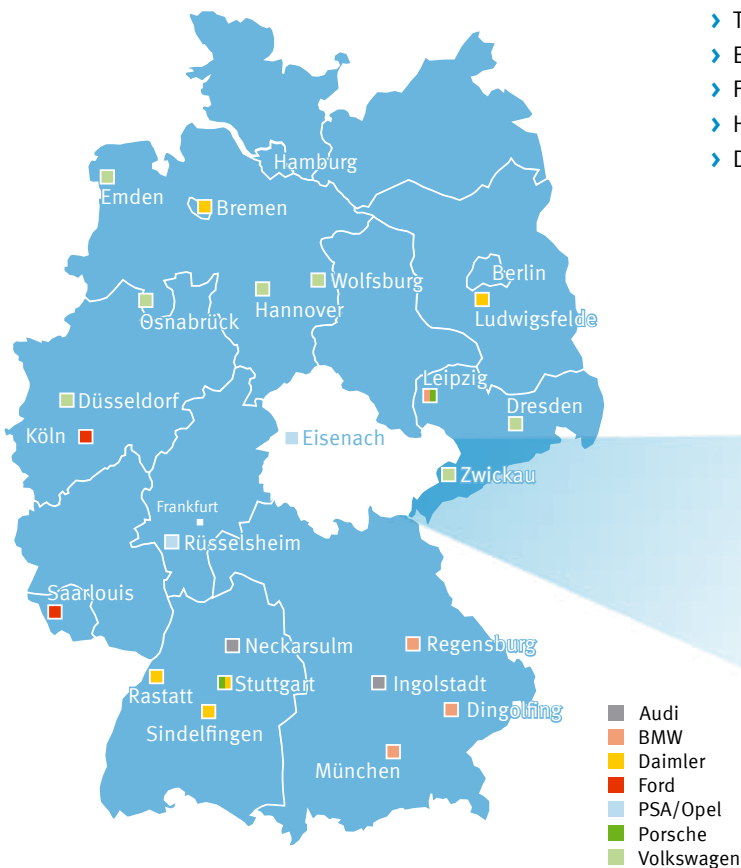 T
E
F
H
D
Hamburg
Emden
Bremen
Wolfsburg
Berlin
Hannover
Osnabrück
Ludwigsfelde
Leipzig
Düsseldorf
Dresden
Köln
Eisenach
Zwickau
Frankfurt
Rüsselsheim
Saarlouis
Neckarsulm
Regensburg
Rastatt
Stuttgart
Ingolstadt
Dingolfing
Sindelfingen
München
Audi
BMW
Daimler
Ford
PSA/Opel
Porsche
Volkswagen